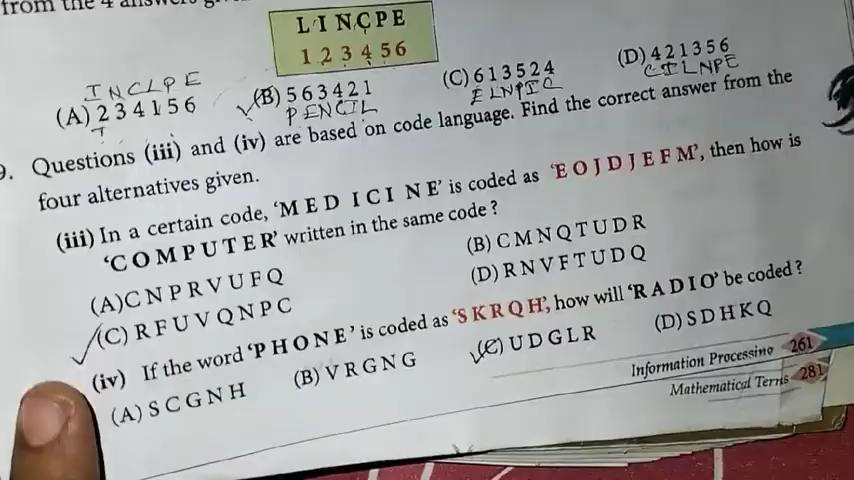 from the 4 answers
L I N C P E
1 2 3 4 5 6
I N C L P E
(A) 2 3 4 1 5 6
(B) 5 6 3 4 2 1
P E N C I L
(C) 6 1 3 5 2 4
E L N P I C
(D) 4 2 1 3 5 6
C I L N P E
9. Questions (iii) and (iv) are based on code language. Find the correct answer from the
four alternatives given.
(iii) In a certain code, ‘M E D I C I N E’ is coded as ‘E O J D J E F M’, then how is
‘C O M P U T E R’ written in the same code ?
(A) C N P R V U F Q
(B) C M N Q T U D R
(C) R F U V Q N P C
(D) R N V F T U D Q
(iv) If the word ‘P H O N E’ is coded as ‘S K R Q H’, how will ‘R A D I O’ be coded ?
(A) S C G N H
(B) V R G N G
(C) U D G L R
(D) S D H K Q
Information Processing 261
Mathematical Terms 281